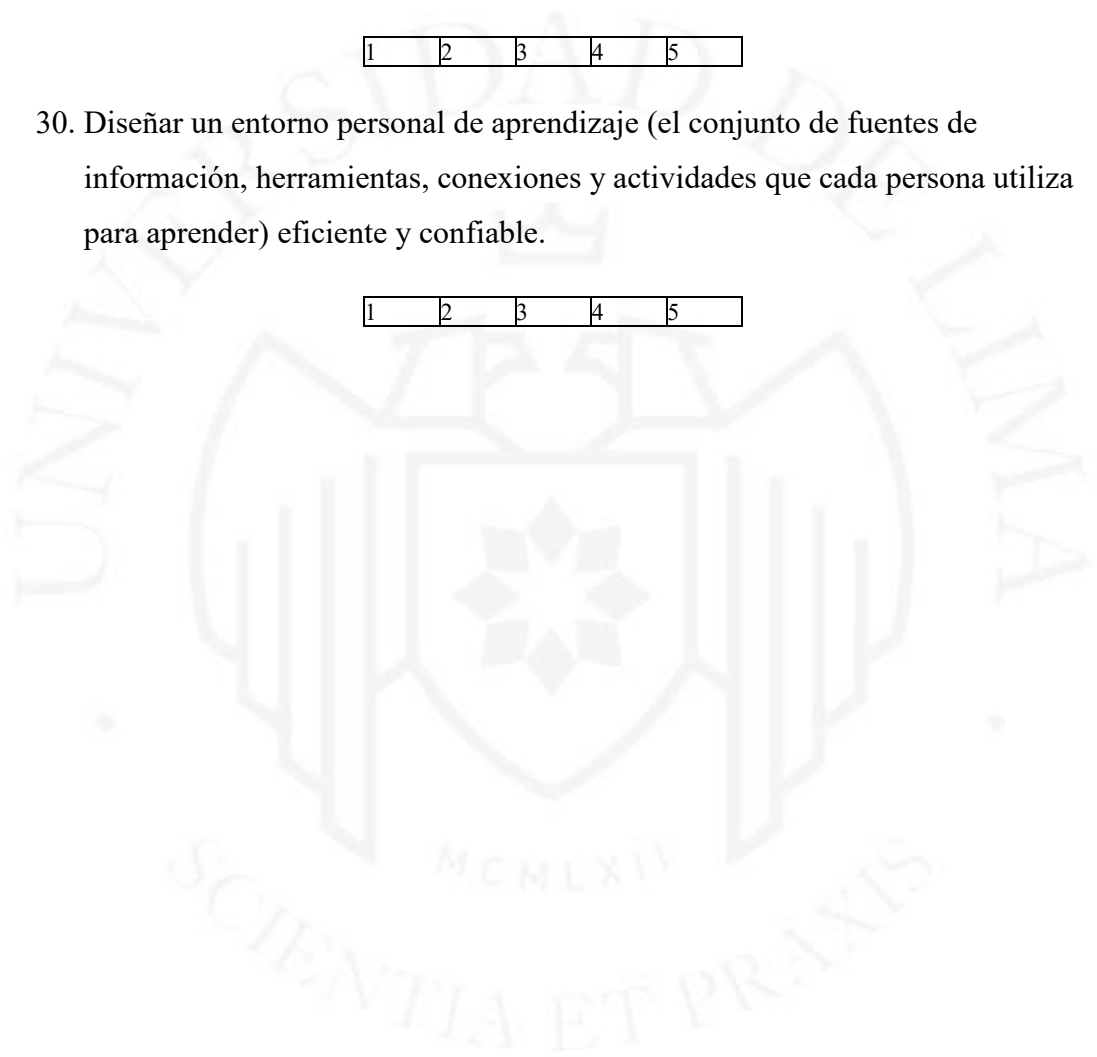 1 2 3 4 5
30. Diseñar un entorno personal de aprendizaje (el conjunto de fuentes de
información, herramientas, conexiones y actividades que cada persona utiliza
para aprender) eficiente y confiable.
1 2 3 4 5
UNIVERSIDAD DE LIMA
MCMLXII
SCIENTIA ET PRAXIS